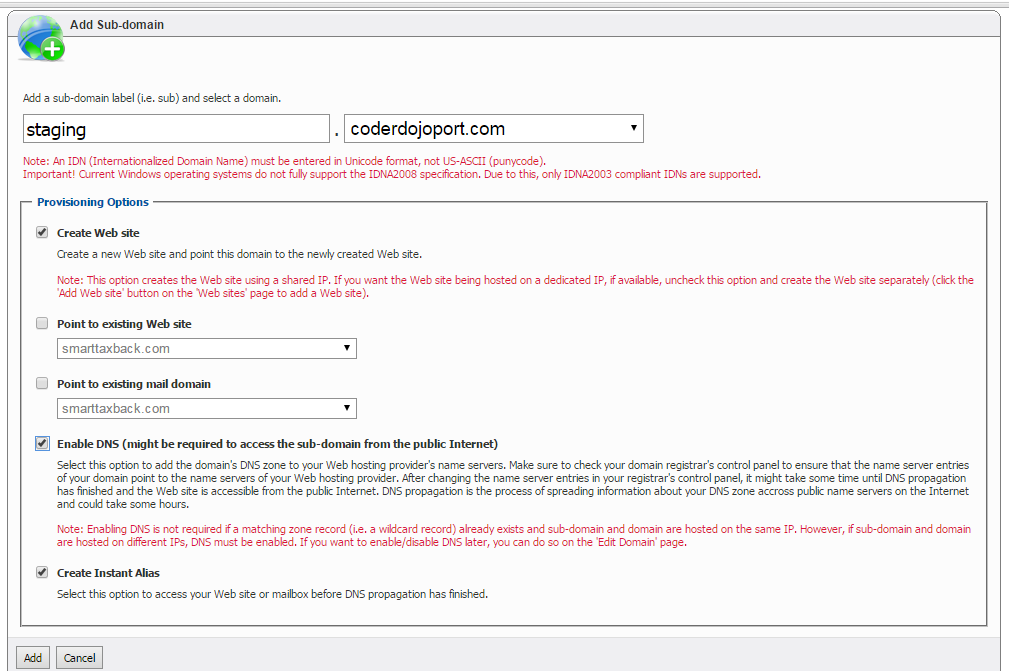 Add Sub-domain
Add a sub-domain label (i.e. sub) and select a domain.
staging . coderdojoport.com
Note: An IDN (Internationalized Domain Name) must be entered in Unicode format, not US-ASCII (punycode).
Important! Current Windows operating systems do not fully support the IDNA2008 specification. Due to this, only IDNA2003 compliant IDNs are supported.
Provisioning Options
Create Web site
Create a new Web site and point this domain to the newly created Web site.
Note: This option creates the Web site using a shared IP. If you want the Web site being hosted on a dedicated IP, if available, uncheck this option and create the Web site separately (click the
'Add Web site' button on the 'Web sites' page to add a Web site).
Point to existing Web site
smarttaxback.com
Point to existing mail domain
smarttaxback.com
Enable DNS (might be required to access the sub-domain from the public Internet)
Select this option to add the domain's DNS zone to your Web hosting provider's name servers. Make sure to check your domain registrar's control panel to ensure that the name server entries
of your domain point to the name servers of your Web hosting provider. After changing the name server entries in your registrar's control panel, it might take some time until DNS propagation
has finished and the Web site is accessible from the public Internet. DNS propagation is the process of spreading information about your DNS zone accross public name servers on the Internet
and could take some hours.
Note: Enabling DNS is not required if a matching zone record (i.e. a wildcard record) already exists and sub-domain and domain are hosted on the same IP. However, if sub-domain and domain
are hosted on different IPs, DNS must be enabled. If you want to enable/disable DNS later, you can do so on the 'Edit Domain' page.
Create Instant Alias
Select this option to access your Web site or mailbox before DNS propagation has finished.
Add Cancel